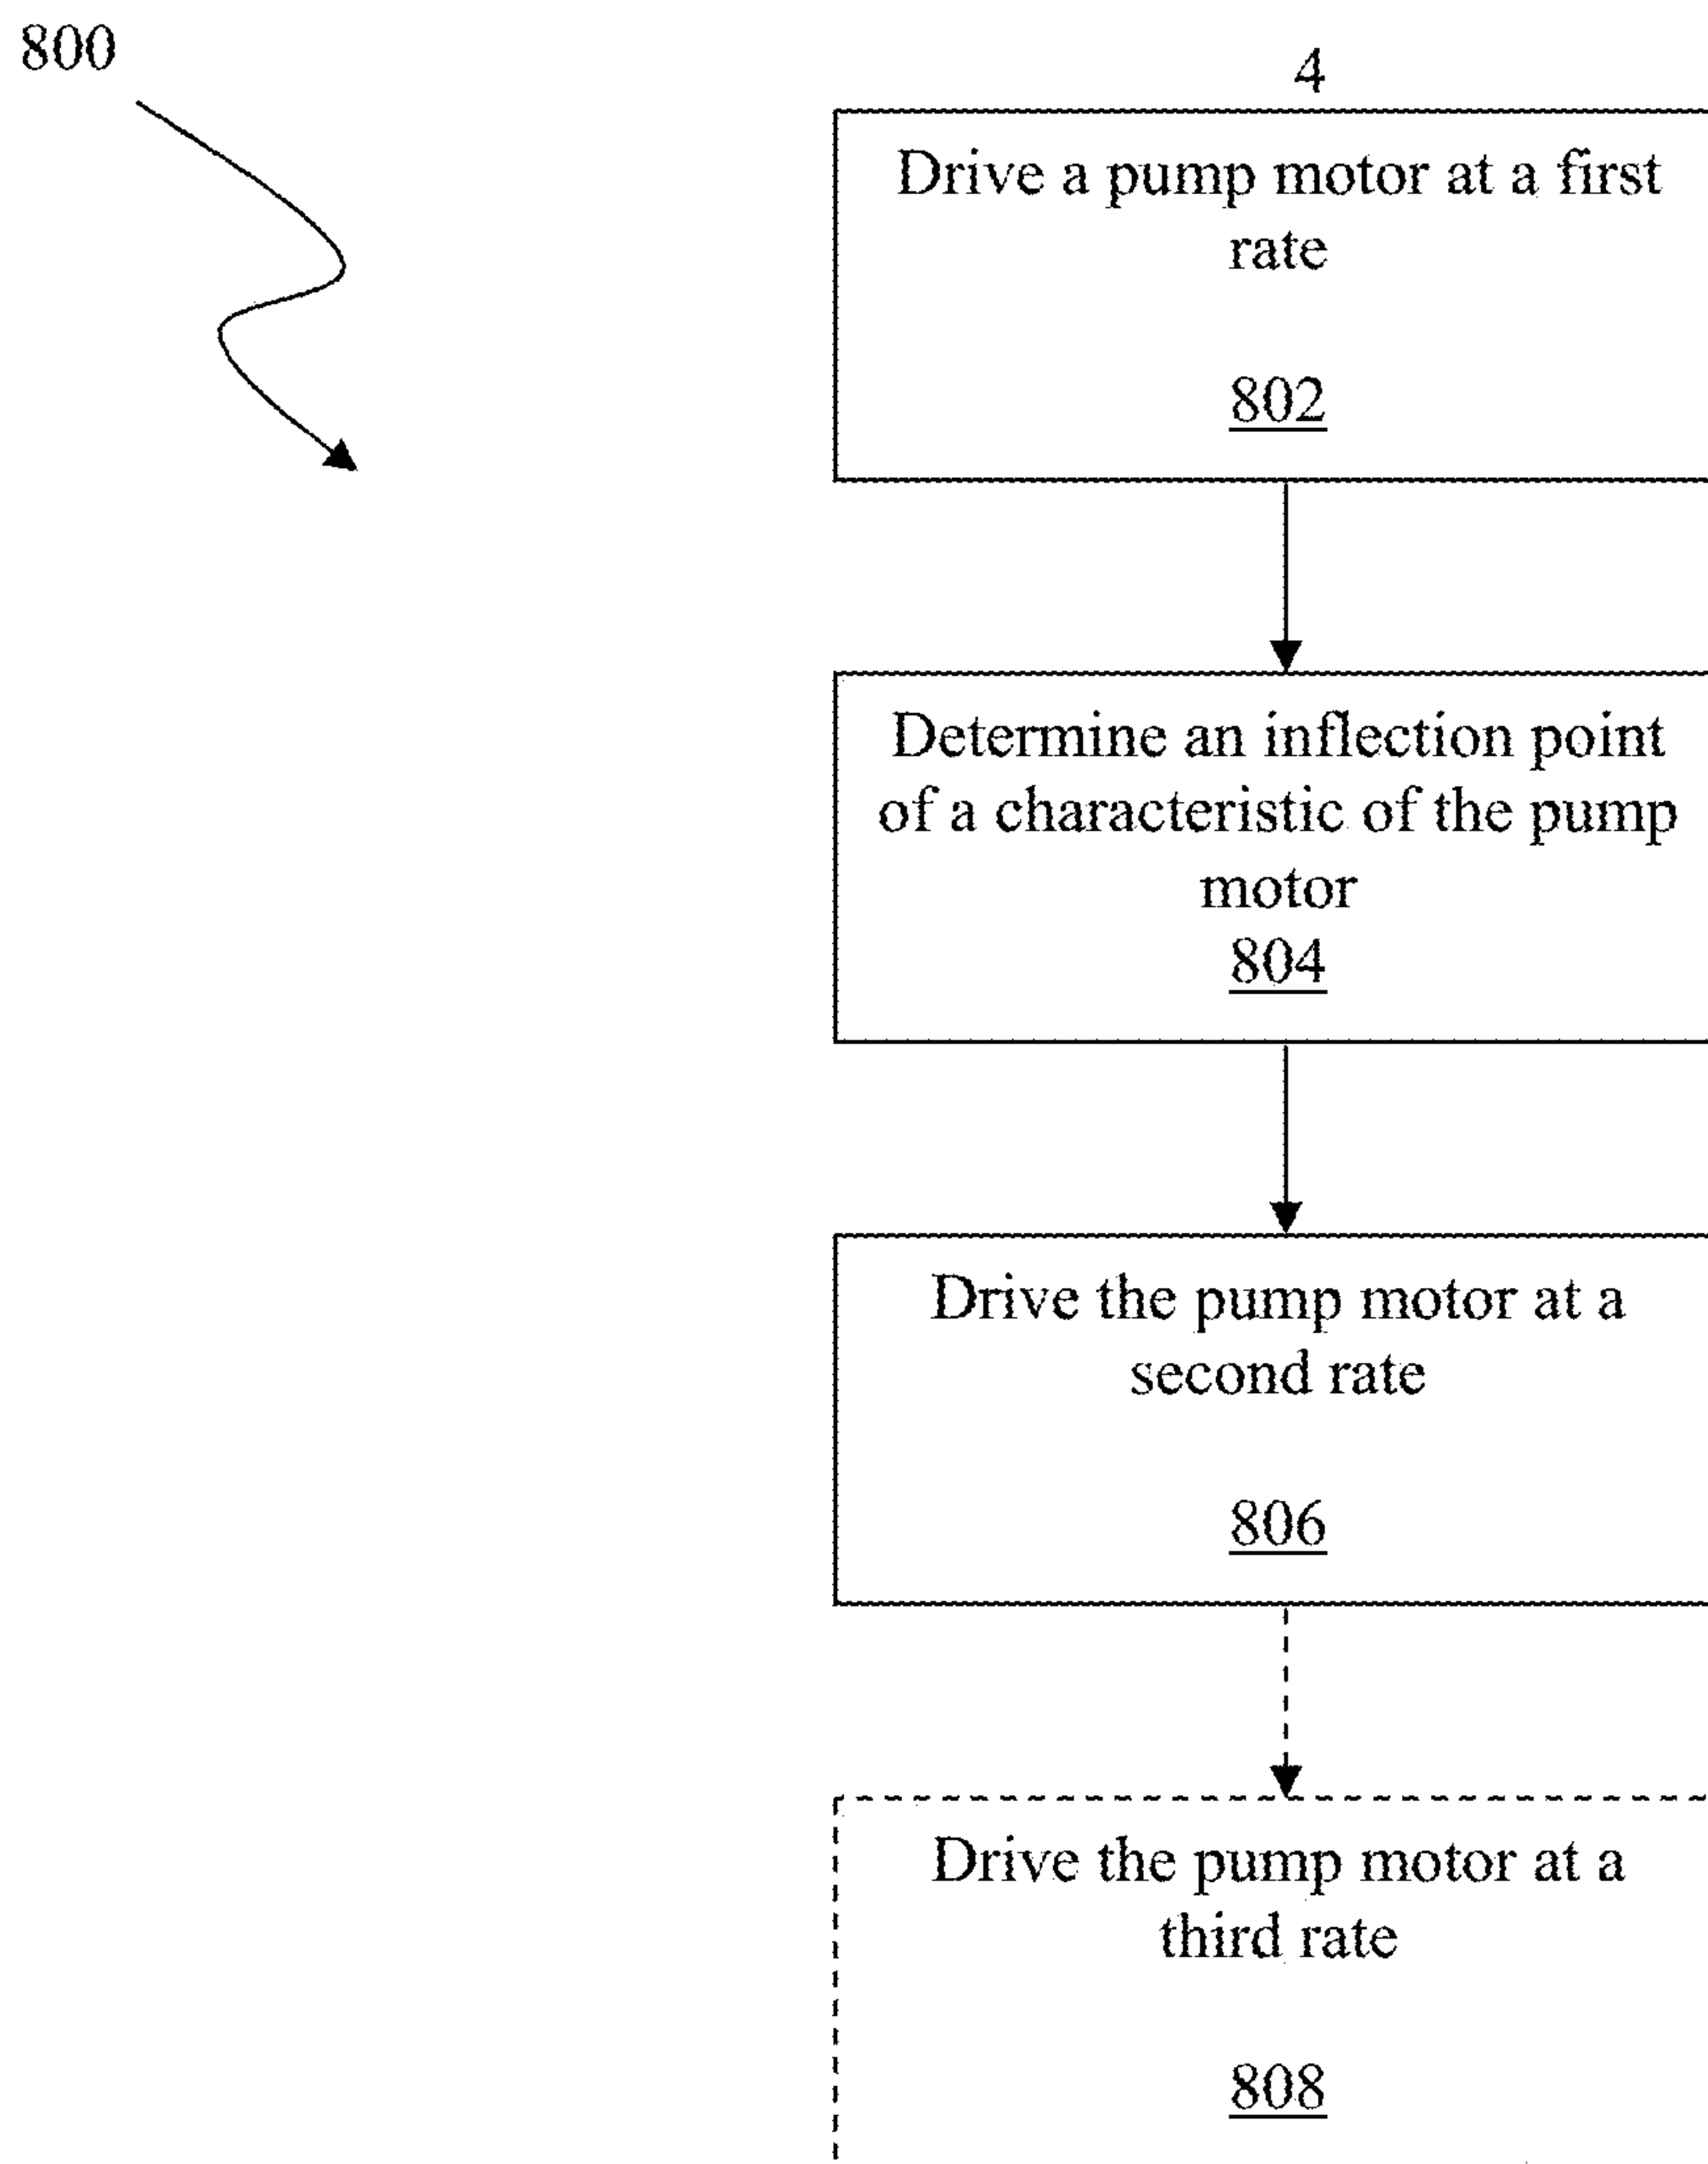 800
4
Drive a pump motor at a first
rate
802
Determine an inflection point
of a characteristic of the pump
motor
804
Drive the pump motor at a
second rate
806
Drive the pump motor at a
third rate
808